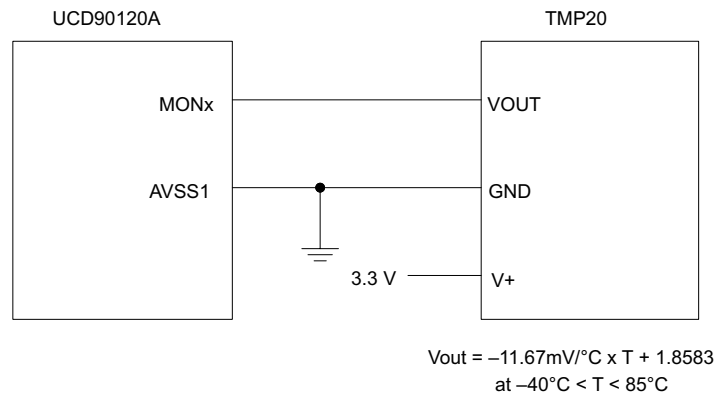 UCD90120A
TMP20
MONx
VOUT
AVSS1
GND
3.3 V
V+
Vout = –11.67mV/°C x T + 1.8583
at –40°C < T < 85°C